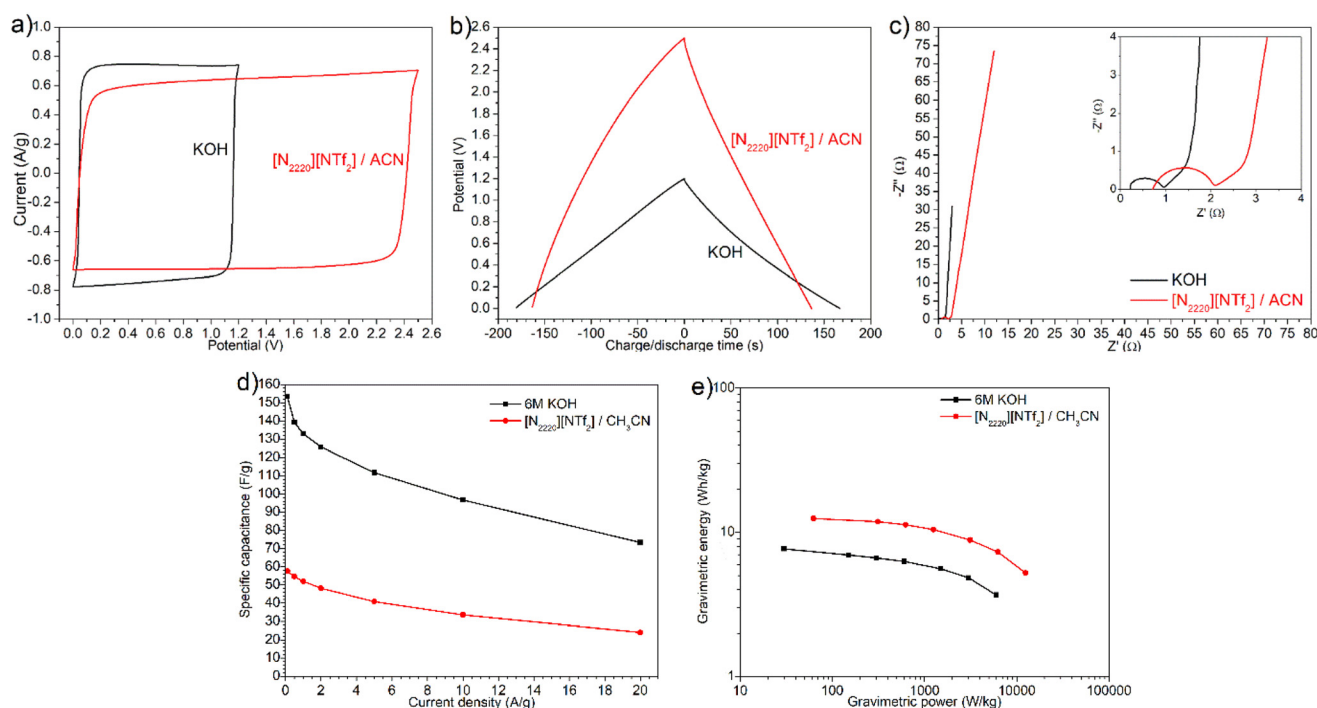 a)
1.0
0.8
0.6
0.4
0.2
0.0
-0.2
-0.4
-0.6
-0.8
-1.0
Current (A/g)
KOH
[N2220][NTf2] / ACN
0.0 0.2 0.4 0.6 0.8 1.0 1.2 1.4 1.6 1.8 2.0 2.2 2.4 2.6
Potential (V)
b)
2.6
2.4
2.2
2.0
1.8
1.6
1.4
1.2
1.0
0.8
0.6
0.4
0.2
0.0
Potential (V)
[N2220][NTf2] / ACN
KOH
-200 -150 -100 -50 0 50 100 150 200
Charge/discharge time (s)
c)
80
75
70
65
60
55
50
45
40
35
30
25
20
15
10
5
0
-Z'' (Ω)
4
3
2
1
0
-Z'' (Ω)
0 1 2 3 4
Z' (Ω)
KOH
[N2220][NTf2] / ACN
0 5 10 15 20 25 30 35 40 45 50 55 60 65 70 75 80
Z' (Ω)
d)
160
150
140
130
120
110
100
90
80
70
60
50
40
30
20
10
0
Specific capacitance (F/g)
6M KOH
[N2220][NTf2] / CH3CN
0 2 4 6 8 10 12 14 16 18 20
Current density (A/g)
e)
100
10
1
Gravimetric energy (Wh/kg)
6M KOH
[N2220][NTf2] / CH3CN
10 100 1000 10000 100000
Gravimetric power (W/kg)